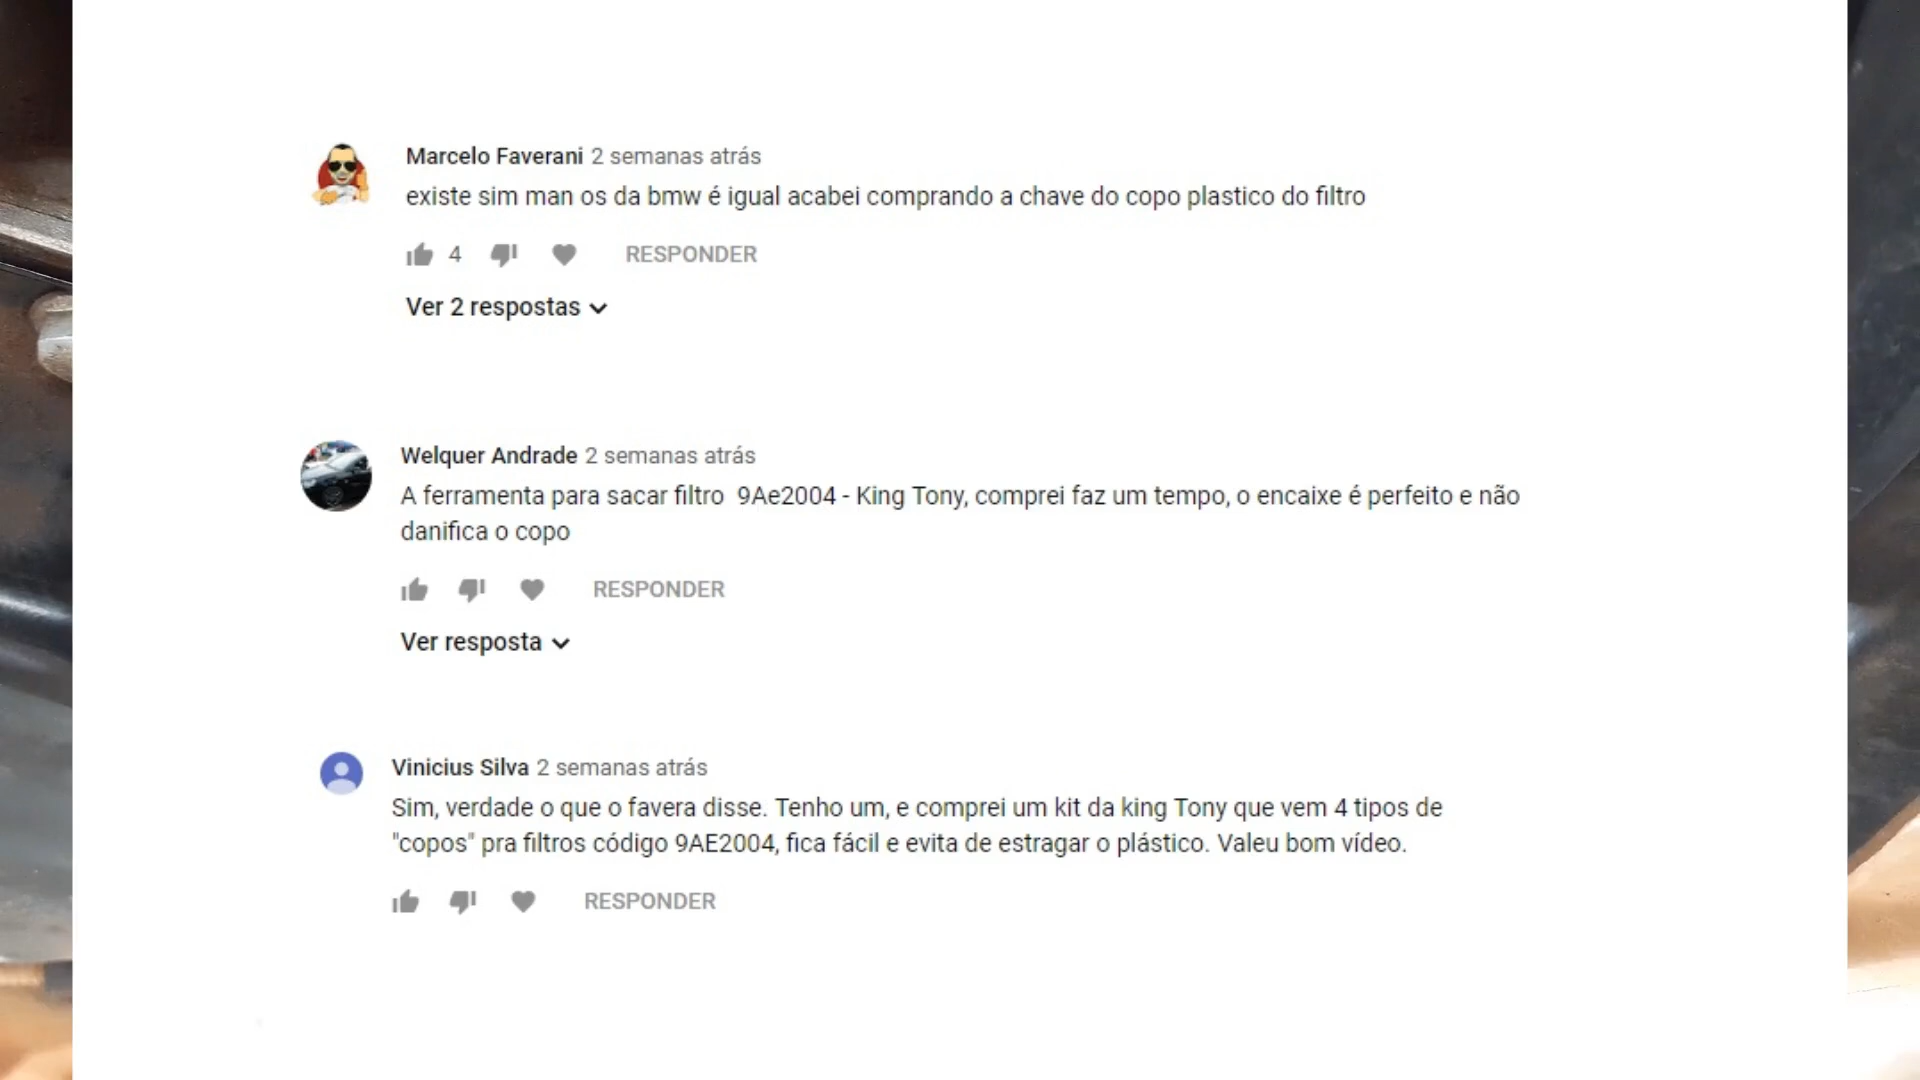 Marcelo Faverani 2 semanas atrás
existe sim man os da bmw é igual acabei comprando a chave do copo plastico do filtro
4 RESPONDER
Ver 2 respostas
Welquer Andrade 2 semanas atrás
A ferramenta para sacar filtro  9Ae2004 - King Tony, comprei faz um tempo, o encaixe é perfeito e não
danifica o copo
RESPONDER
Ver resposta
Vinicius Silva 2 semanas atrás
Sim, verdade o que o favera disse. Tenho um, e comprei um kit da king Tony que vem 4 tipos de
"copos" pra filtros código 9AE2004, fica fácil e evita de estragar o plástico. Valeu bom vídeo.
RESPONDER